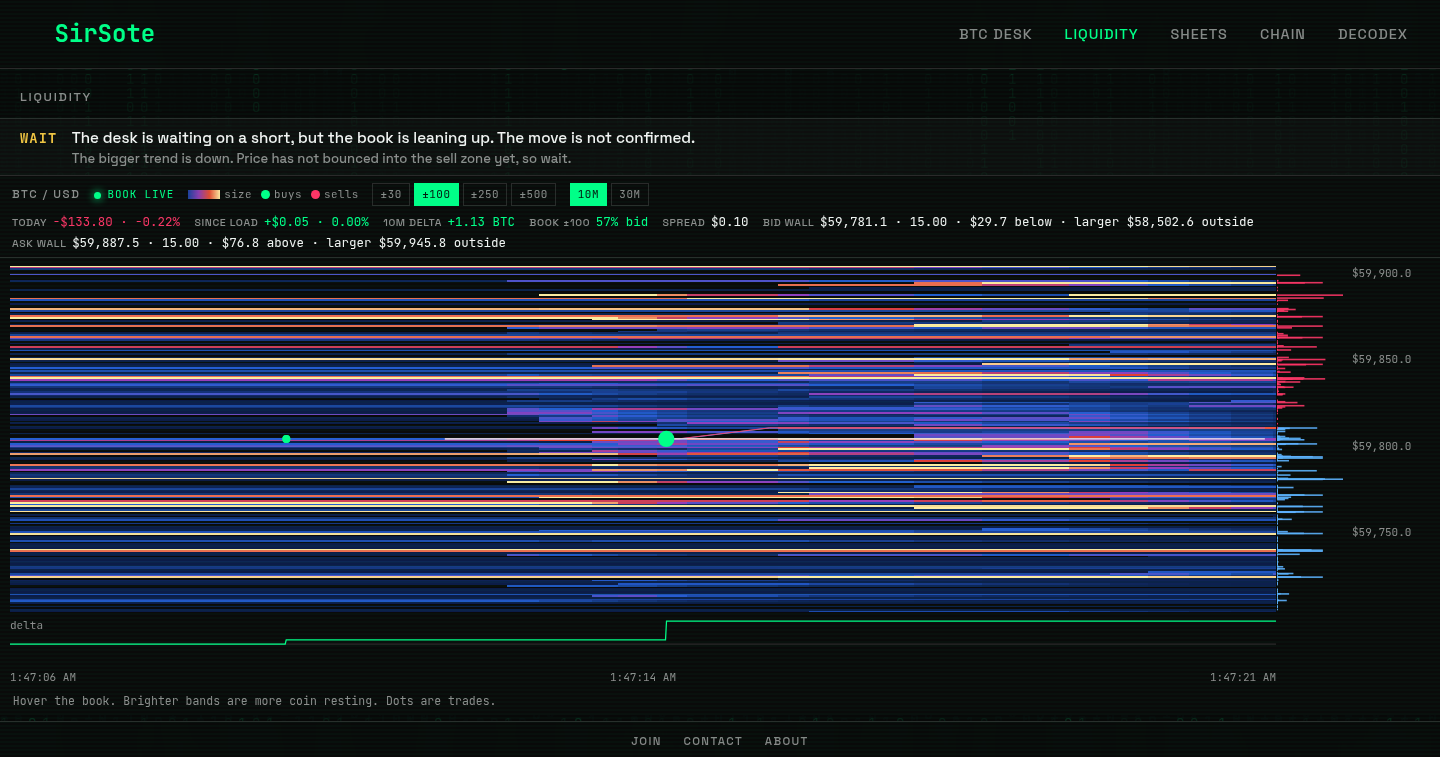 SirSote
BTC DESK LIQUIDITY SHEETS CHAIN DECODEX
LIQUIDITY
WAIT The desk is waiting on a short, but the book is leaning up. The move is not confirmed.
The bigger trend is down. Price has not bounced into the sell zone yet, so wait.
BTC / USD BOOK LIVE size buys sells ±30 ±100 ±250 ±500 10M 30M
TODAY -$133.80 · -0.22% SINCE LOAD +$0.05 · 0.00% 10M DELTA +1.13 BTC BOOK ±100 57% bid SPREAD $0.10 BID WALL $59,781.1 · 15.00 · $29.7 below · larger $58,502.6 outside
ASK WALL $59,887.5 · 15.00 · $76.8 above · larger $59,945.8 outside
$59,900.0
$59,850.0
$59,800.0
$59,750.0
delta
1:47:06 AM 1:47:14 AM 1:47:21 AM
Hover the book. Brighter bands are more coin resting. Dots are trades.
JOIN CONTACT ABOUT